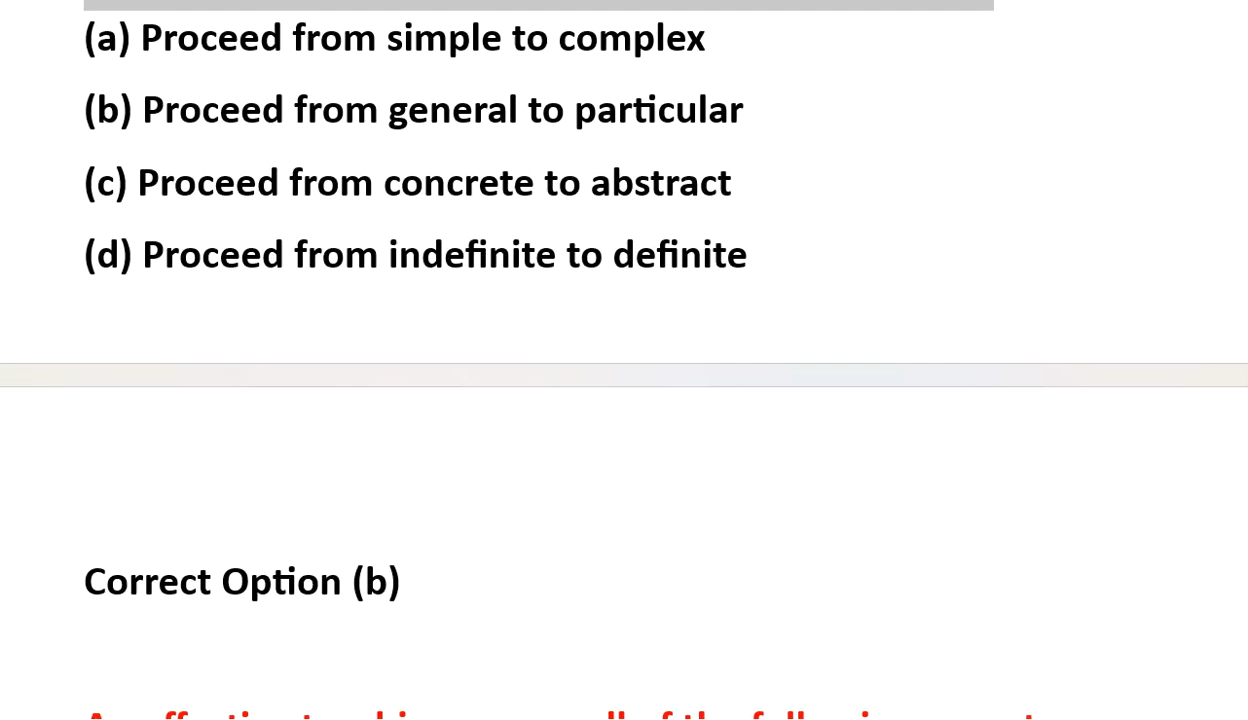 (a) Proceed from simple to complex
(b) Proceed from general to particular
(c) Proceed from concrete to abstract
(d) Proceed from indefinite to definite
Correct Option (b)